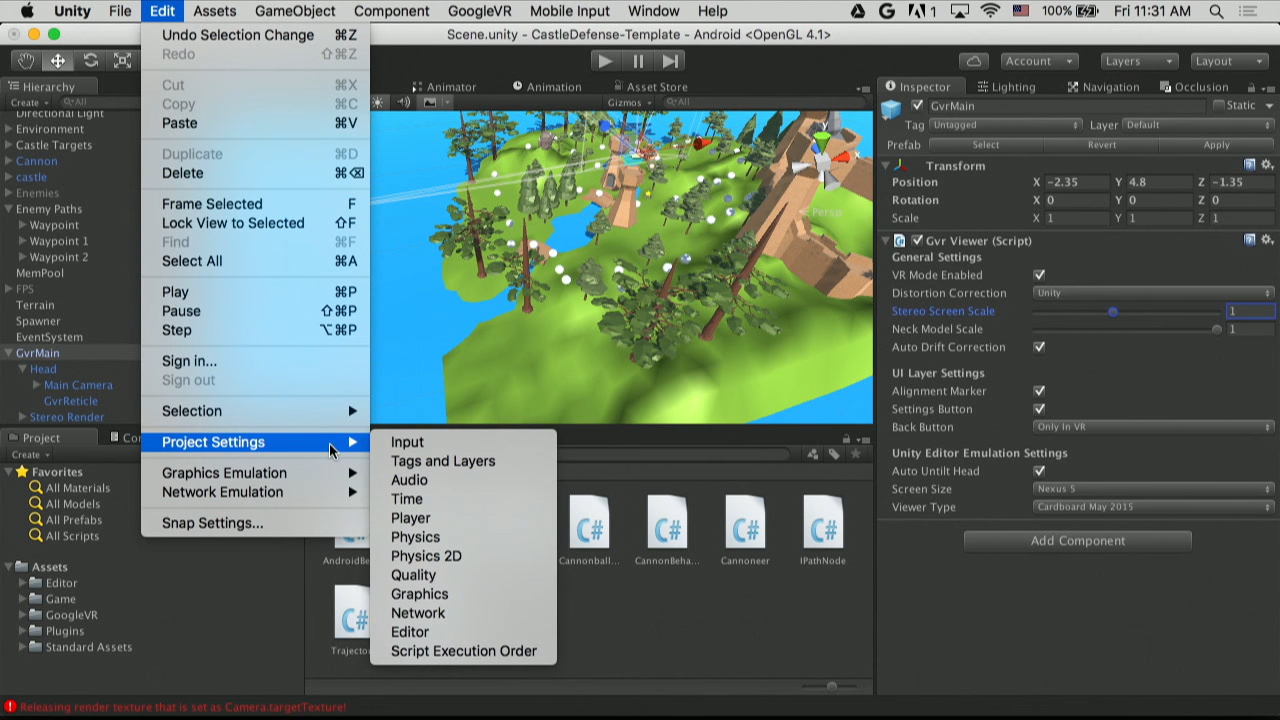 Unity File Edit Assets GameObject Component GoogleVR Mobile Input Window Help 1 100% Fri 11:31 AM
Scene.unity - CastleDefense-Template - Android <OpenGL 4.1>
Account Layers Layout
Undo Selection Change ⌘Z
Redo ⇧⌘Z
Cut ⌘X
Copy ⌘C
Paste ⌘V
Duplicate ⌘D
Delete ⌘⌫
Frame Selected F
Lock View to Selected ⇧F
Find ⌘F
Select All ⌘A
Play ⌘P
Pause ⇧⌘P
Step ⌥⌘P
Sign in...
Sign out
Selection
Project Settings
Graphics Emulation
Network Emulation
Snap Settings...
Input
Tags and Layers
Audio
Time
Player
Physics
Physics 2D
Quality
Graphics
Network
Editor
Script Execution Order
Hierarchy
Create All
Directional Light
Environment
Castle Targets
Cannon
castle
Enemies
Enemy Paths
Waypoint
Waypoint 1
Waypoint 2
MemPool
FPS
Terrain
Spawner
EventSystem
GvrMain
Head
Main Camera
GvrReticle
Stereo Render
Animator Animation Asset Store
Gizmos All
y
x
Persp
Project Con
Create
Favorites
All Materials
All Models
All Prefabs
All Scripts
Assets
Editor
Game
GoogleVR
Plugins
Standard Assets
C# C# C# C#
AndroidBe Cannonball... CannonBeha... Cannoneer IPathNode
C#
Trajecto
Inspector Lighting Navigation Occlusion
GvrMain Static
Tag Untagged Layer Default
Prefab Select Revert Apply
Transform
Position X -2.35 Y 4.8 Z -1.35
Rotation X 0 Y 0 Z 0
Scale X 1 Y 1 Z 1
Gvr Viewer (Script)
General Settings
VR Mode Enabled
Distortion Correction Unity
Stereo Screen Scale 1
Neck Model Scale 1
Auto Drift Correction
UI Layer Settings
Alignment Marker
Settings Button
Back Button Only In VR
Unity Editor Emulation Settings
Auto Untilt Head
Screen Size Nexus 5
Viewer Type Cardboard May 2015
Add Component
Releasing render texture that is set as Camera.targetTexture!